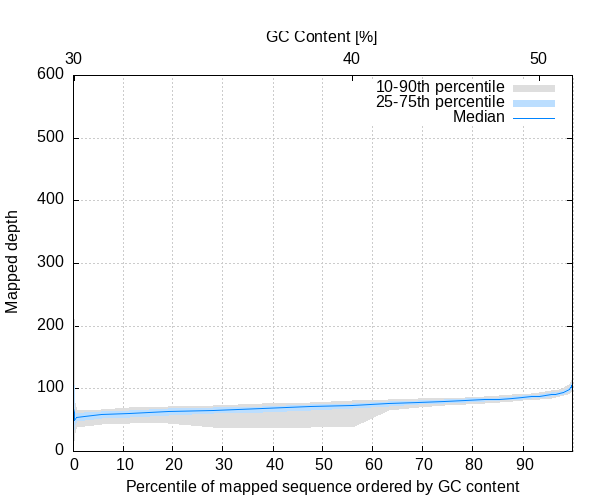 GC Content [%]
30 40 50
600
500
400
300
200
100
0
Mapped depth
10-90th percentile
25-75th percentile
Median
0 10 20 30 40 50 60 70 80 90
Percentile of mapped sequence ordered by GC content